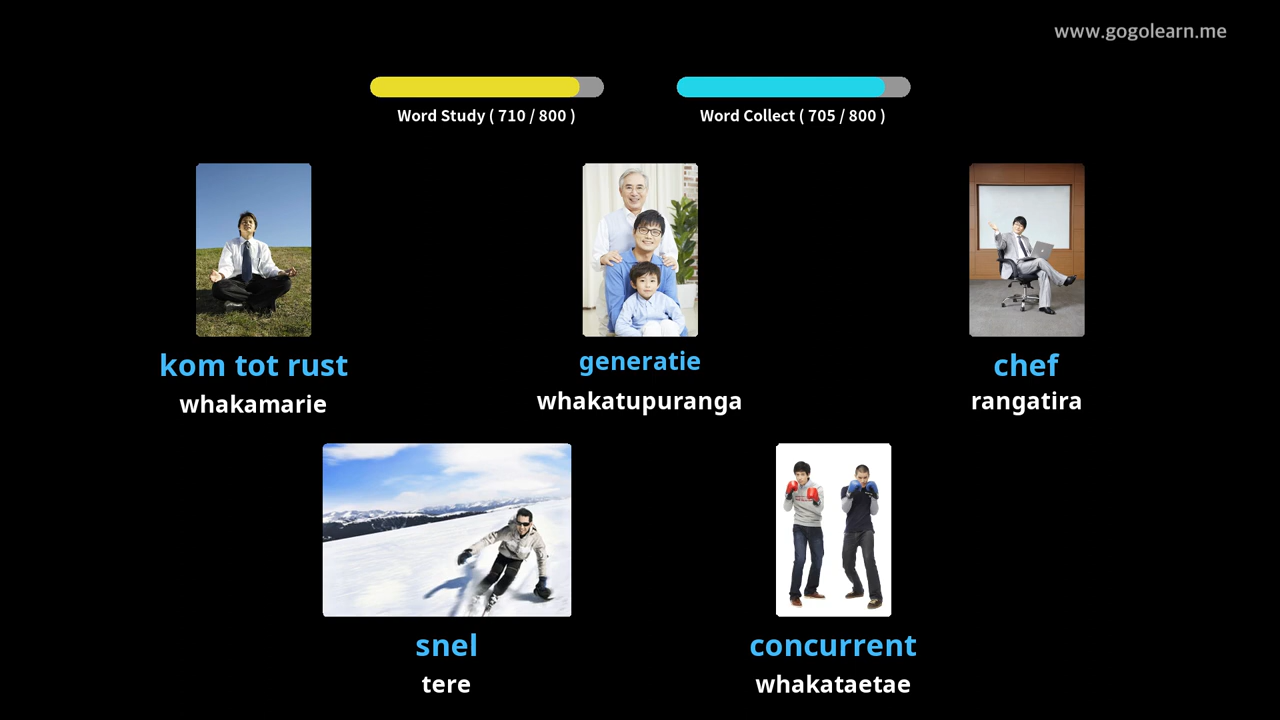 www.gogolearn.me
Word Study ( 710 / 800 )
Word Collect ( 705 / 800 )
kom tot rust
whakamarie
generatie
whakatupuranga
chef
rangatira
snel
tere
concurrent
whakataetae